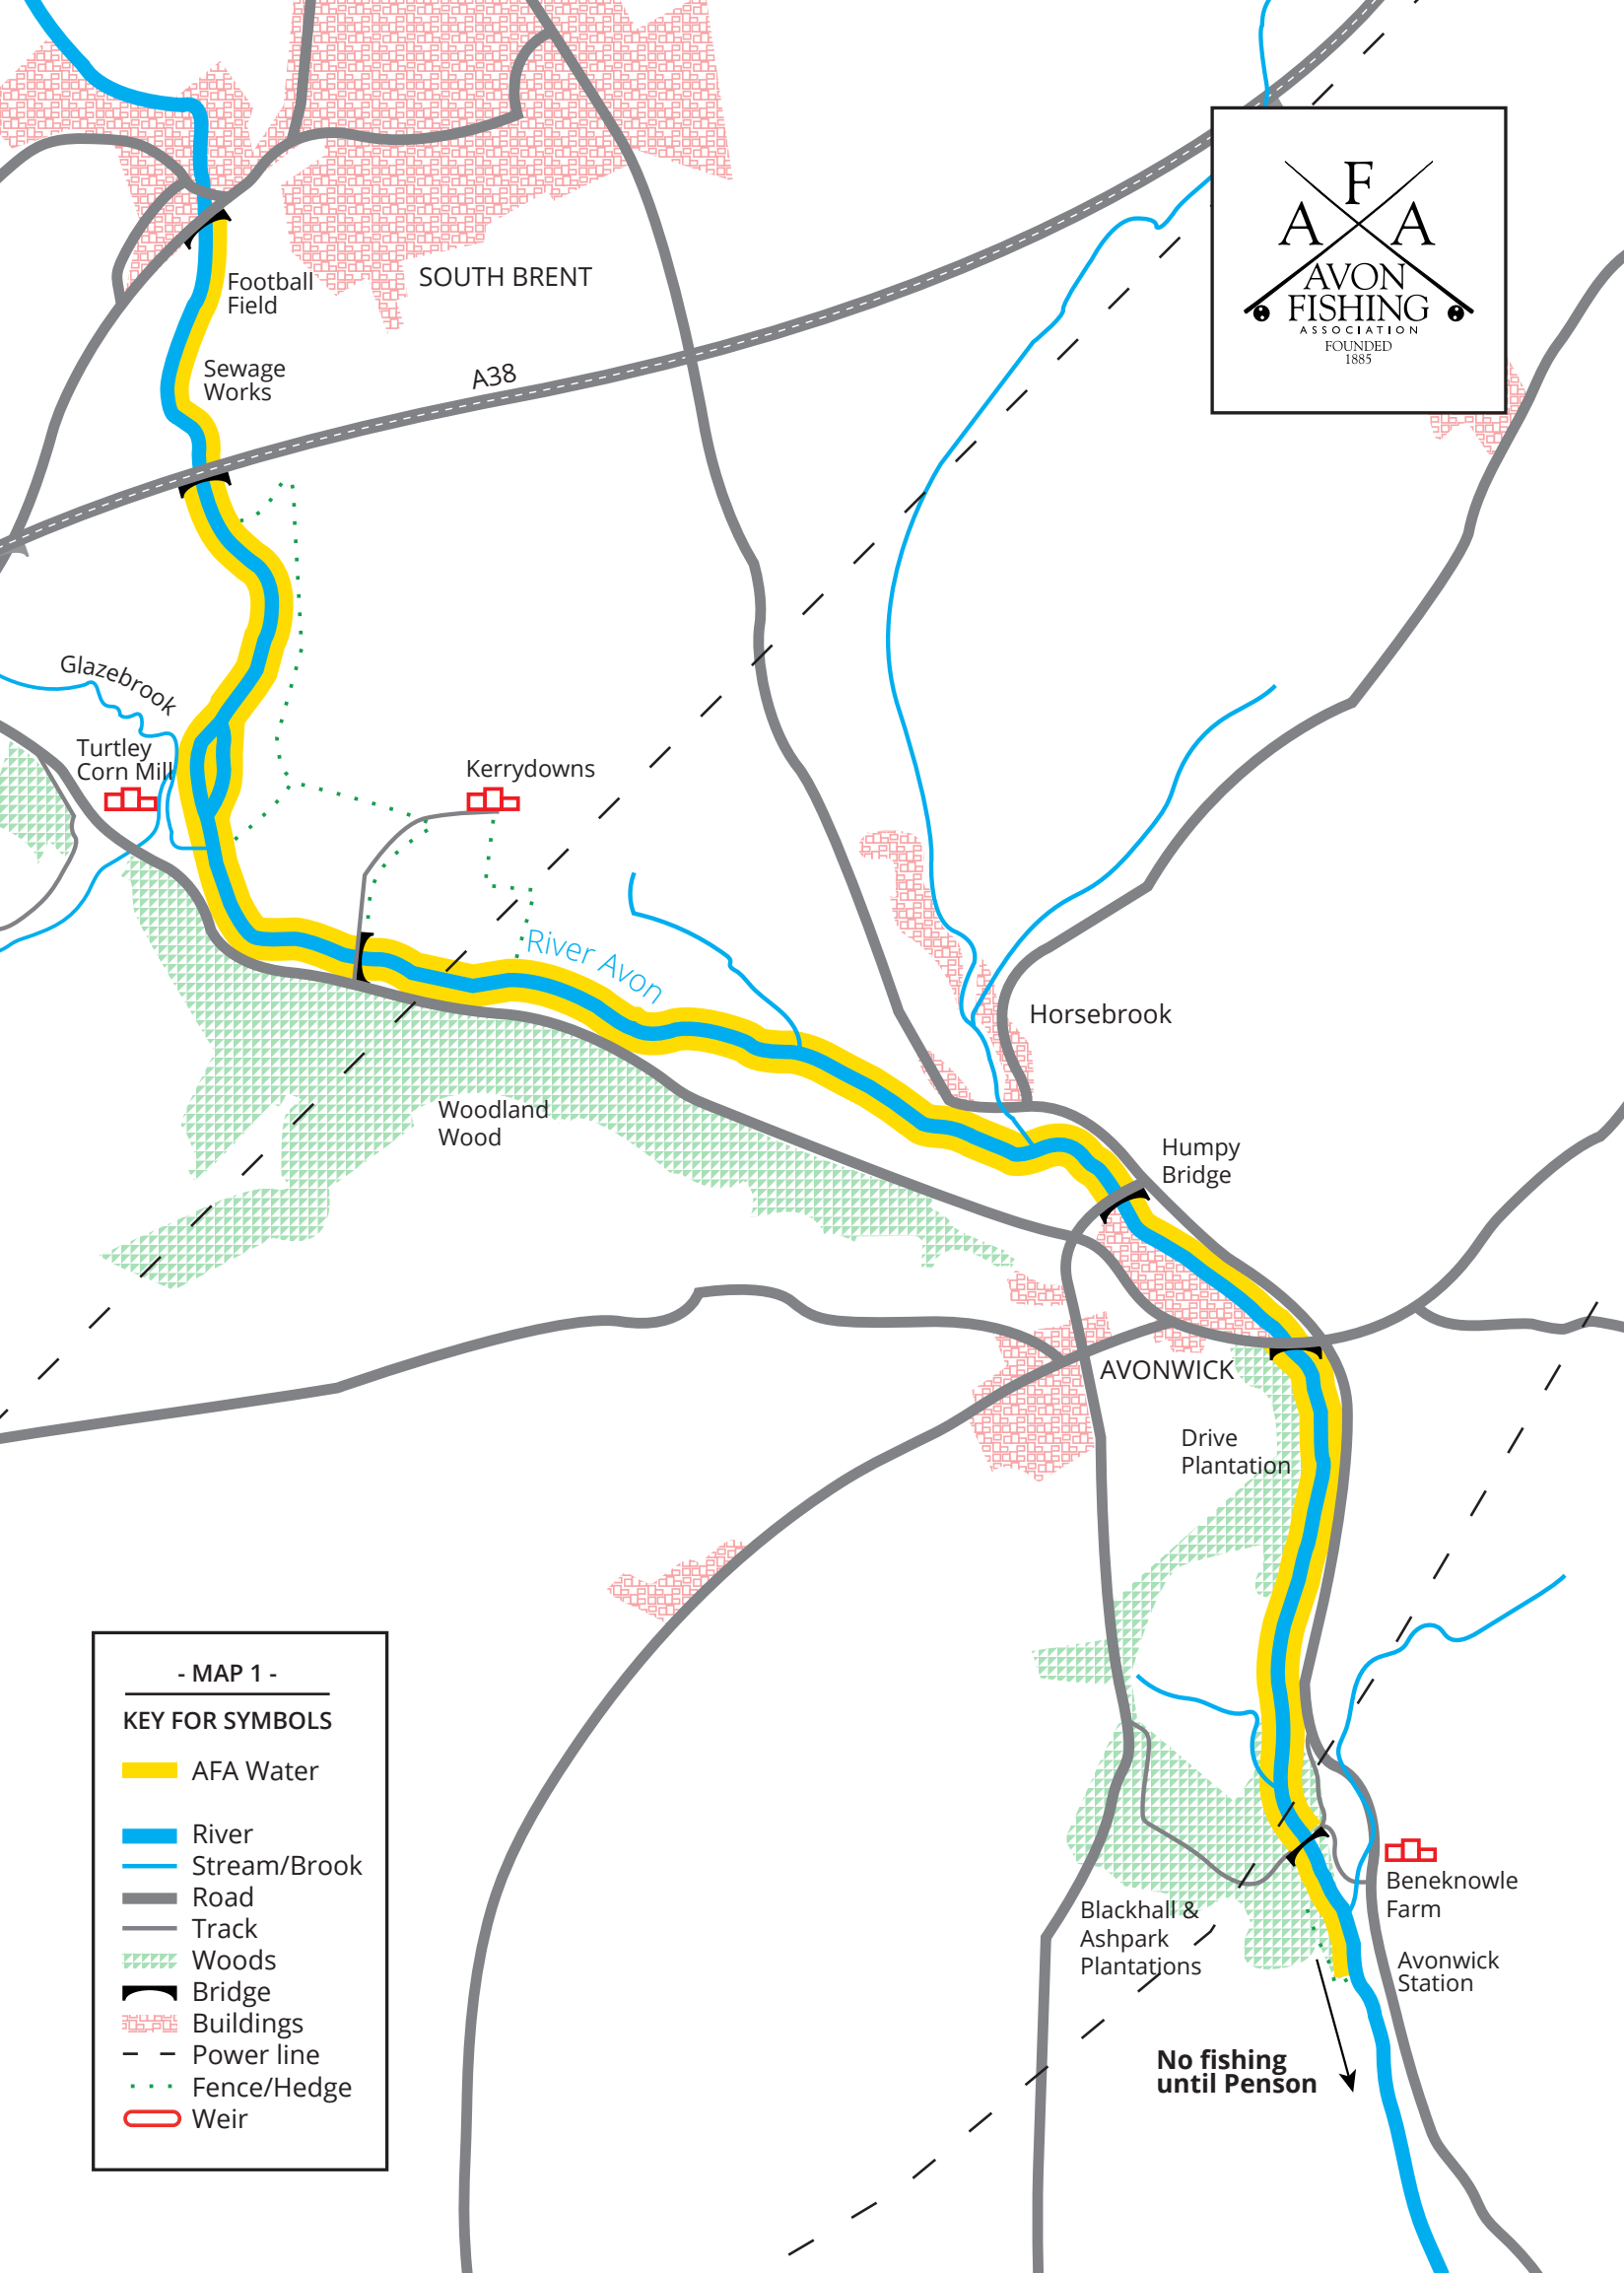 F
A A
AVON
FISHING
ASSOCIATION
FOUNDED
1885
SOUTH BRENT
Football
Field
Sewage
Works
A38
Glazebrook
Turtley
Corn Mill
Kerrydowns
River Avon
Horsebrook
Woodland
Wood
Humpy
Bridge
AVONWICK
Drive
Plantation
Beneknowle
Farm
Blackhall &
Ashpark
Plantations
Avonwick
Station
No fishing
until Penson
- MAP 1 -
KEY FOR SYMBOLS
AFA Water
River
Stream/Brook
Road
Track
Woods
Bridge
Buildings
Power line
Fence/Hedge
Weir